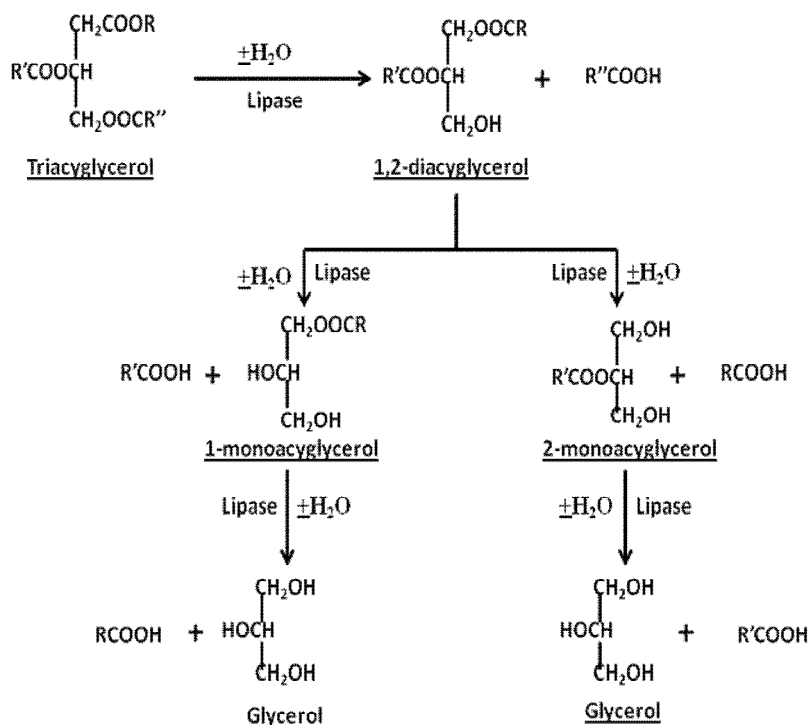 CH₂COOR
R'COOCH
CH₂OOCR''
Triacyglycerol
±H₂O
Lipase
CH₂OOCR
R'COOCH + R''COOH
CH₂OH
1,2-diacyglycerol
±H₂O Lipase
Lipase ±H₂O
CH₂OOCR
R'COOH + HOCH
CH₂OH
1-monoacyglycerol
CH₂OH
R'COOCH + RCOOH
CH₂OH
2-monoacyglycerol
Lipase ±H₂O
±H₂O Lipase
CH₂OH
RCOOH + HOCH
CH₂OH
Glycerol
CH₂OH
HOCH + R'COOH
CH₂OH
Glycerol